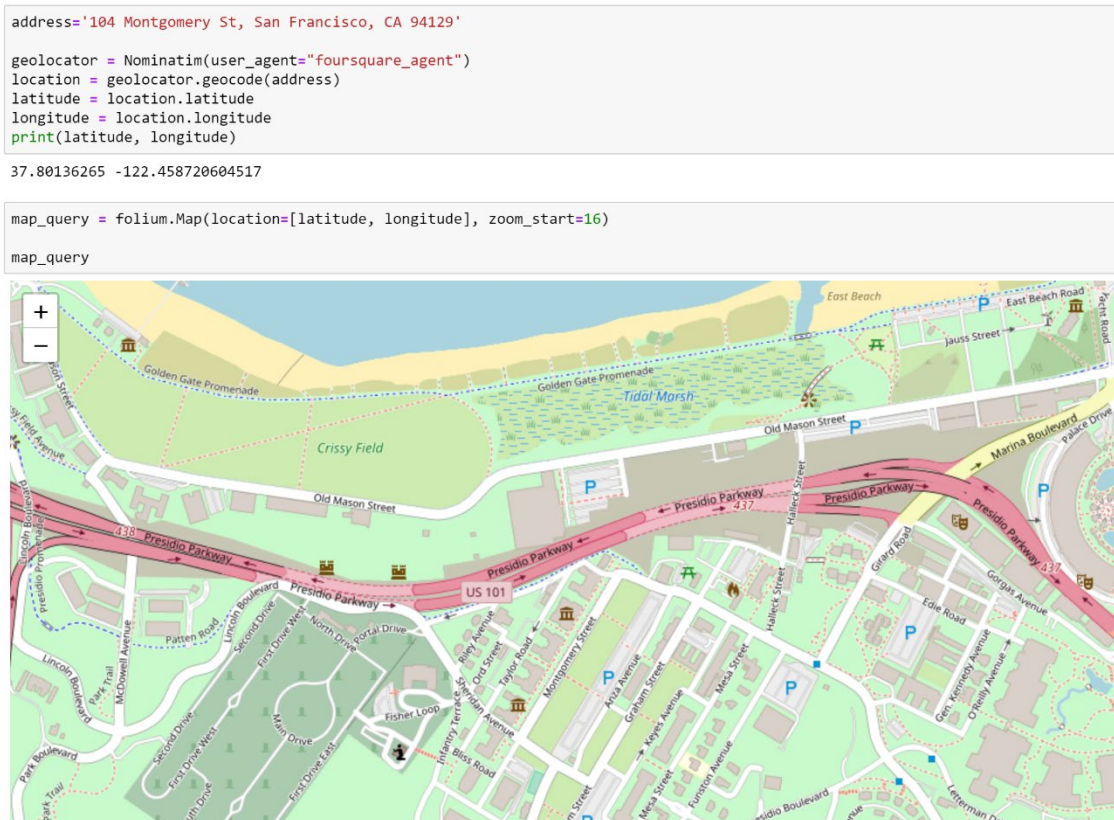 address='104 Montgomery St, San Francisco, CA 94129'
geolocator = Nominatim(user_agent="foursquare_agent")
location = geolocator.geocode(address)
latitude = location.latitude
longitude = location.longitude
print(latitude, longitude)
37.80136265 -122.458720604517
map_query = folium.Map(location=[latitude, longitude], zoom_start=16)
map_query
+
−
East Beach
P
East Beach Road
Yacht Road
Jauss Street
Golden Gate Promenade
Golden Gate Promenade
Tidal Marsh
Old Mason Street
P
Marina Boulevard
Palace Drive
Crissy Field
P
P
Old Mason Street
Presidio Parkway
437
Presidio Parkway
Halleck Street
Presidio Parkway
437
Lincoln Boulevard
Presidio Promenade
438
Presidio Parkway
Presidio Parkway
Presidio Parkway
US 101
Girard Road
Gorgas Avenue
Edie Road
Halleck Street
Patten Road
Lincoln Boulevard
McDowell Avenue
Park Trail
Lincoln Boulevard
Park Boulevard
Park Trail
Second Drive
First Drive West
North Drive
Portal Drive
Main Drive
Second Drive
First Drive West
First Drive East
Fisher Loop
Riley Avenue
Ord Street
Taylor Road
Sheridan Avenue
Infantry Terrace
Bliss Road
Montgomery Street
P
Anza Avenue
Graham Street
Keyes Avenue
Mesa Street
Mesa Street
Funston Avenue
P
P
Gen. Kennedy Avenue
O'Reilly Avenue
P